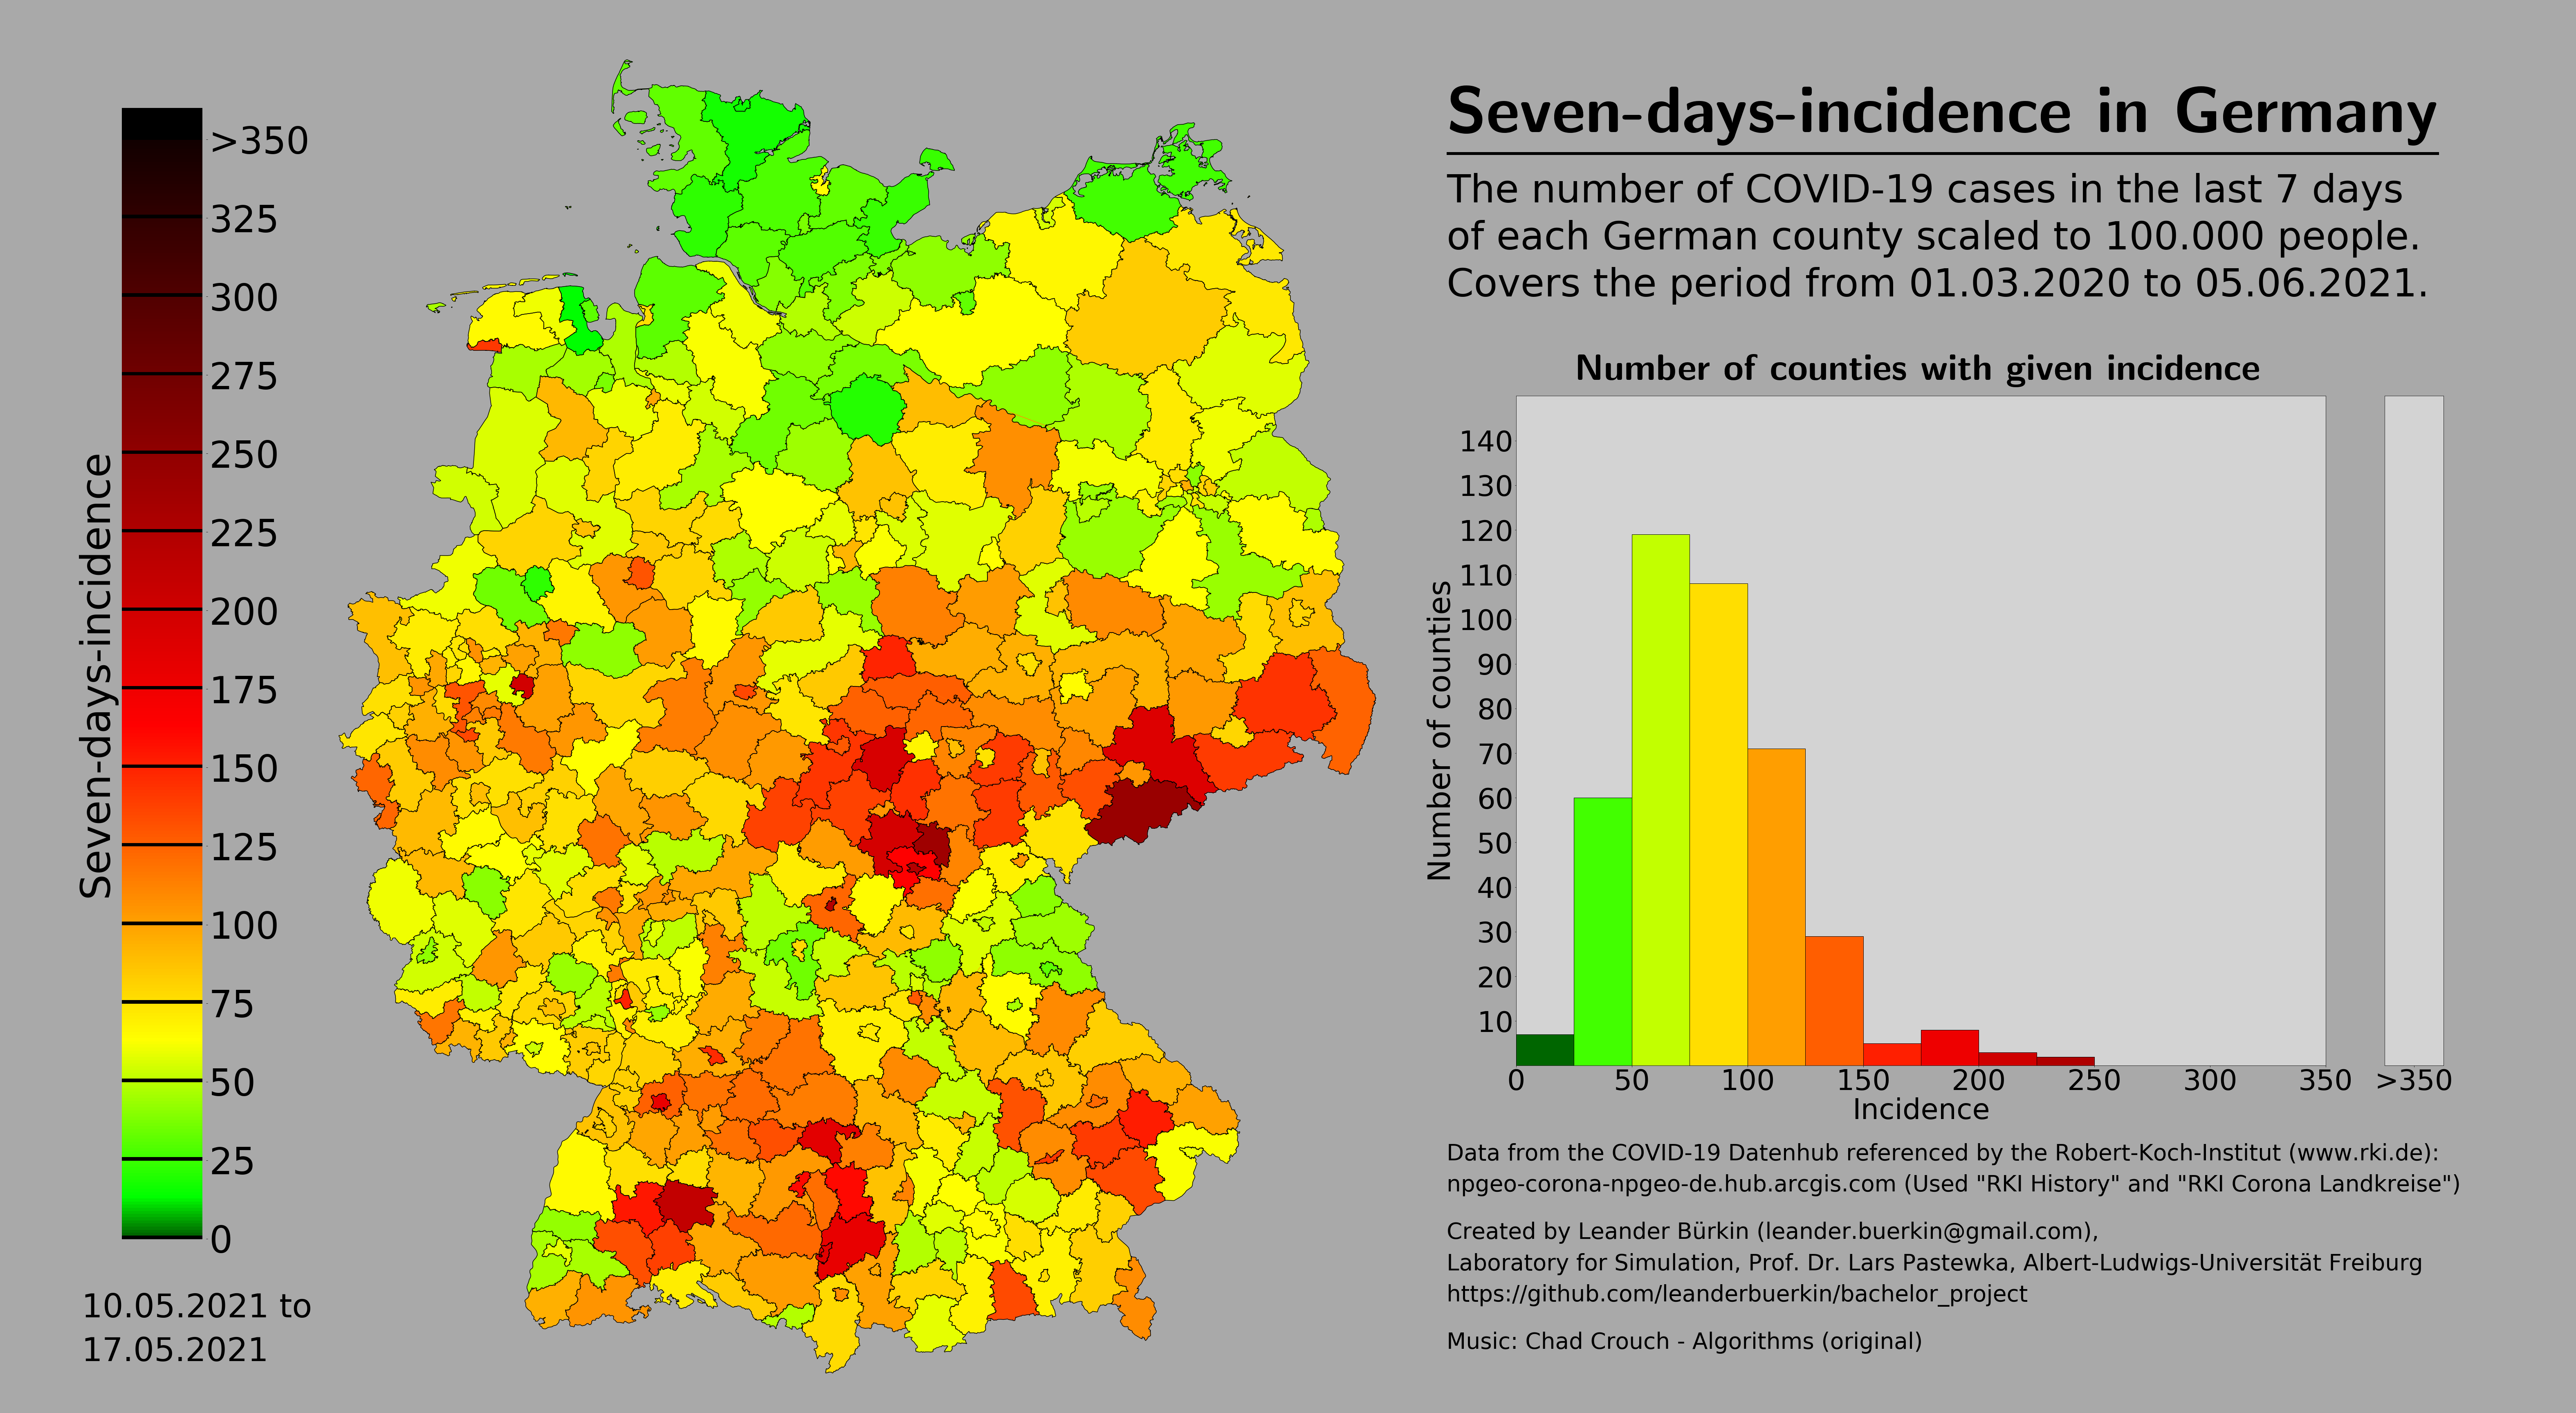 Seven-days-incidence in Germany
The number of COVID-19 cases in the last 7 days
of each German county scaled to 100.000 people.
Covers the period from 01.03.2020 to 05.06.2021.
Seven-days-incidence
>350
325
300
275
250
225
200
175
150
125
100
75
50
25
0
10.05.2021 to
17.05.2021
Number of counties with given incidence
Number of counties
140
130
120
110
100
90
80
70
60
50
40
30
20
10
0 50 100 150 200 250 300 350 >350
Incidence
Data from the COVID-19 Datenhub referenced by the Robert-Koch-Institut (www.rki.de):
npgeo-corona-npgeo-de.hub.arcgis.com (Used "RKI History" and "RKI Corona Landkreise")
Created by Leander Bürkin (leander.buerkin@gmail.com),
Laboratory for Simulation, Prof. Dr. Lars Pastewka, Albert-Ludwigs-Universität Freiburg
https://github.com/leanderbuerkin/bachelor_project
Music: Chad Crouch - Algorithms (original)